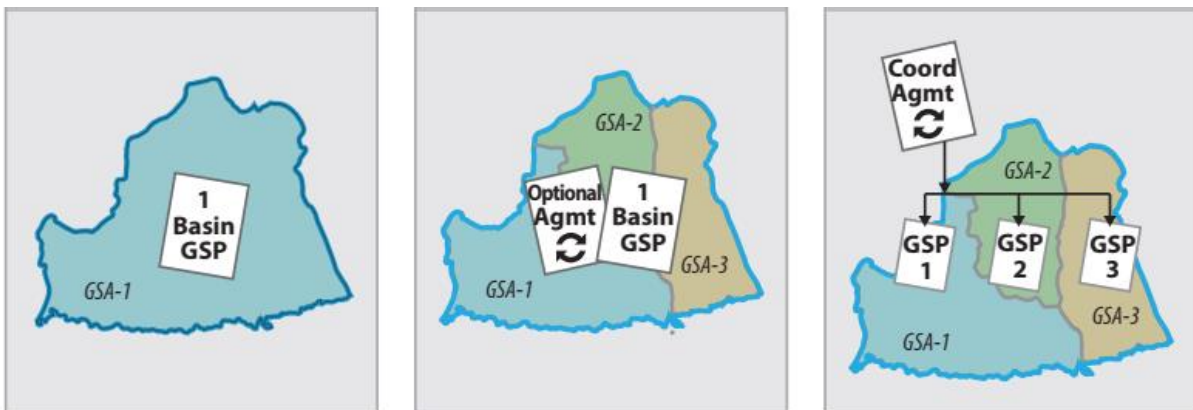 1
Basin
GSP
GSA-1
GSA-2
Optional
Agmt
1
Basin
GSP
GSA-3
GSA-1
Coord
Agmt
GSA-2
GSP
1
GSP
2
GSP
3
GSA-3
GSA-1